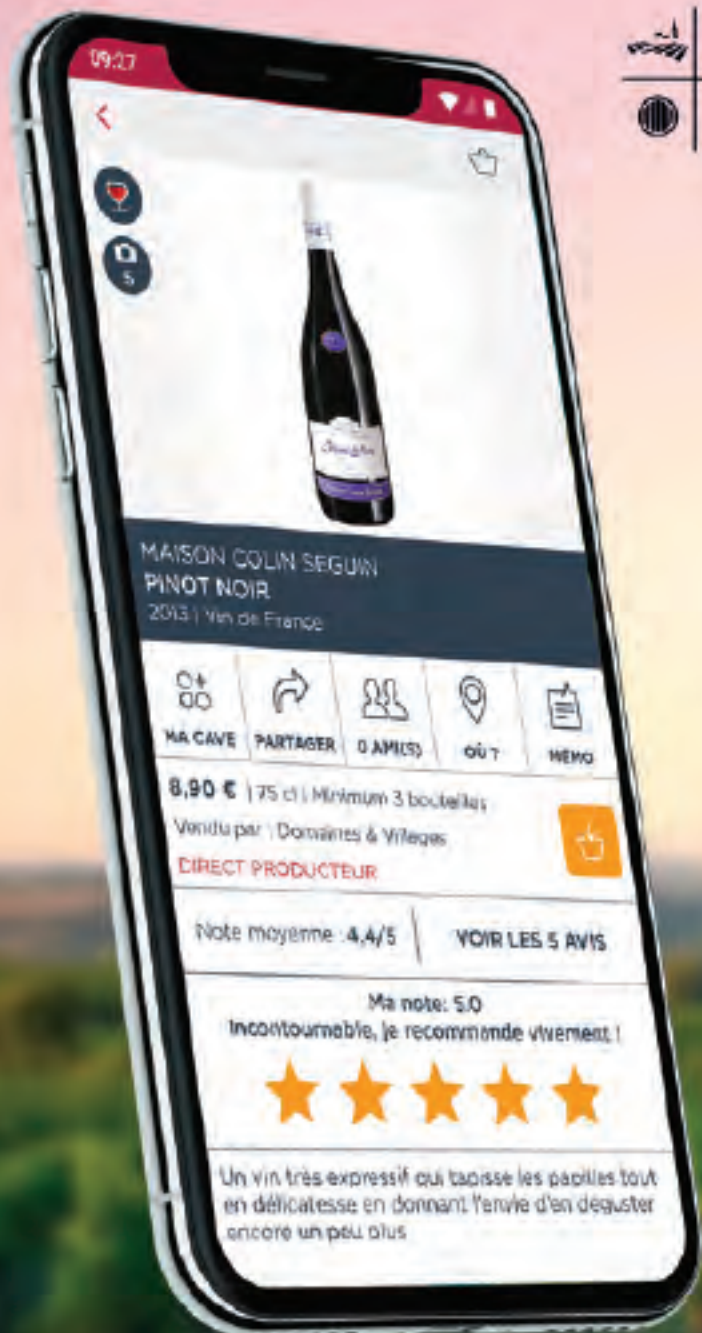 09:27
5
MAISON COLIN SEGUIN
PINOT NOIR
2013 | Vin de France
MA CAVE
PARTAGER
0 AMI(S)
OÙ ?
MÉMO
8,90 € | 75 cl | Minimum 3 bouteilles
Vendu par : Domaines & Villages
DIRECT PRODUCTEUR
Note moyenne : 4,4/5
VOIR LES 5 AVIS
Ma note: 5.0
Incontournable, je recommande vivement !
Un vin très expressif qui tapisse les papilles tout
en délicatesse en donnant l'envie d'en déguster
encore un peu plus